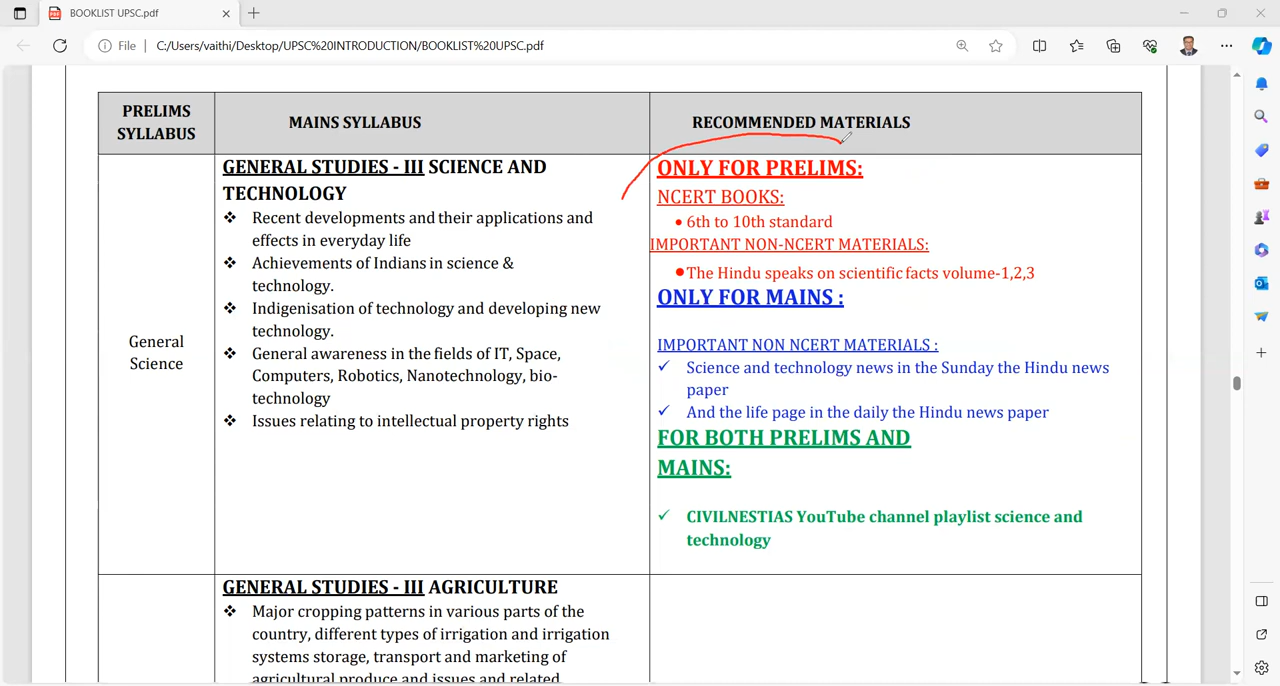 BOOKLIST UPSC.pdf
File
C:/Users/vaithi/Desktop/UPSC%20INTRODUCTION/BOOKLIST%20UPSC.pdf
PRELIMS
SYLLABUS
MAINS SYLLABUS
RECOMMENDED MATERIALS
General
Science
GENERAL STUDIES - III SCIENCE AND
TECHNOLOGY
❖ Recent developments and their applications and
effects in everyday life
❖ Achievements of Indians in science &
technology.
❖ Indigenisation of technology and developing new
technology.
❖ General awareness in the fields of IT, Space,
Computers, Robotics, Nanotechnology, bio-
technology
❖ Issues relating to intellectual property rights
ONLY FOR PRELIMS:
NCERT BOOKS:
• 6th to 10th standard
IMPORTANT NON-NCERT MATERIALS:
• The Hindu speaks on scientific facts volume-1,2,3
ONLY FOR MAINS :
IMPORTANT NON NCERT MATERIALS :
✓ Science and technology news in the Sunday the Hindu news
paper
✓ And the life page in the daily the Hindu news paper
FOR BOTH PRELIMS AND
MAINS:
✓ CIVILNESTIAS YouTube channel playlist science and
technology
GENERAL STUDIES - III AGRICULTURE
❖ Major cropping patterns in various parts of the
country, different types of irrigation and irrigation
systems storage, transport and marketing of
agricultural produce and issues and related